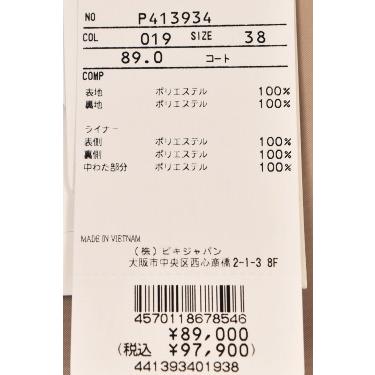 NO P413934
COL 019 SIZE 38
89.0 コート
COMP
表地 ポリエステル 100%
裏地 ポリエステル 100%
ライナー
表側 ポリエステル 100%
裏側 ポリエステル 100%
中わた部分 ポリエステル 100%
MADE IN VIETNAM
(株)ビキジャパン
大阪市中央区西心斎橋2-1-3 8F
4570118678546
¥89,000
(税込 ¥97,900)
441393401938